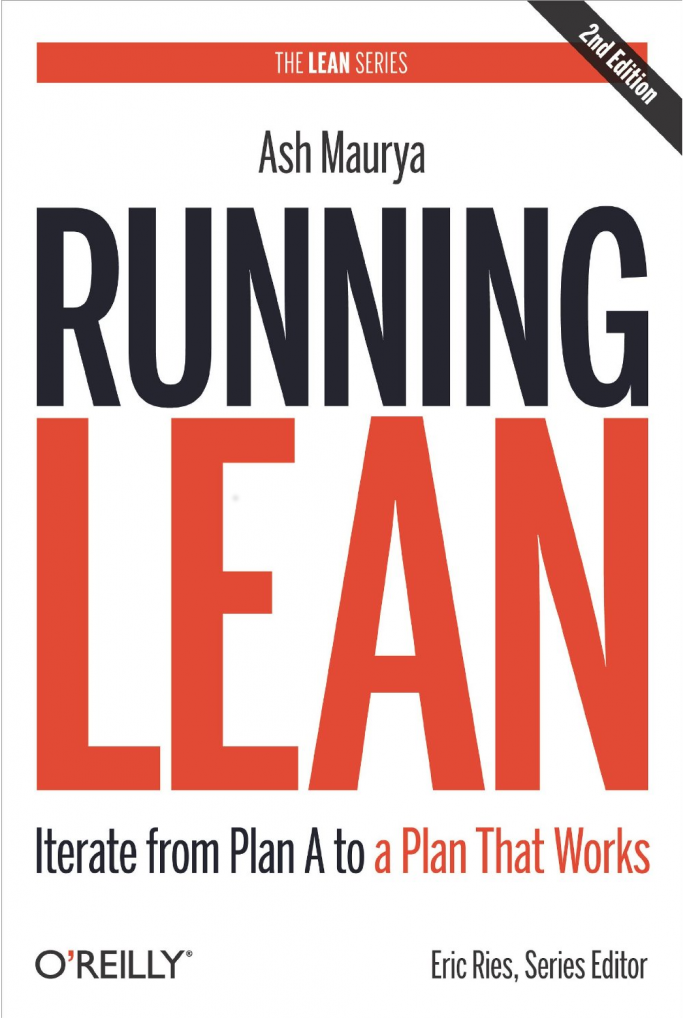 THE LEAN SERIES
2nd Edition
Ash Maurya
RUNNING
LEAN
Iterate from Plan A to a Plan That Works
O'REILLY®
Eric Ries, Series Editor